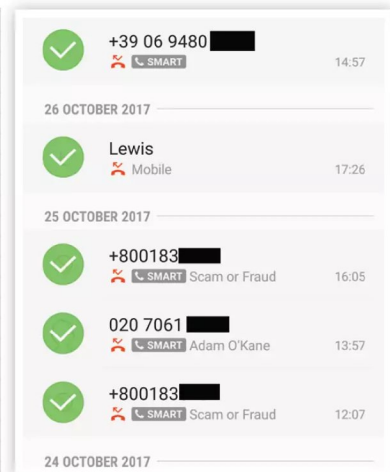 +39 06 9480
SMART 14:57
26 OCTOBER 2017
Lewis
Mobile 17:26
25 OCTOBER 2017
+800183
SMART Scam or Fraud 16:05
020 7061
SMART Adam O'Kane 13:57
+800183
SMART Scam or Fraud 12:07
24 OCTOBER 2017